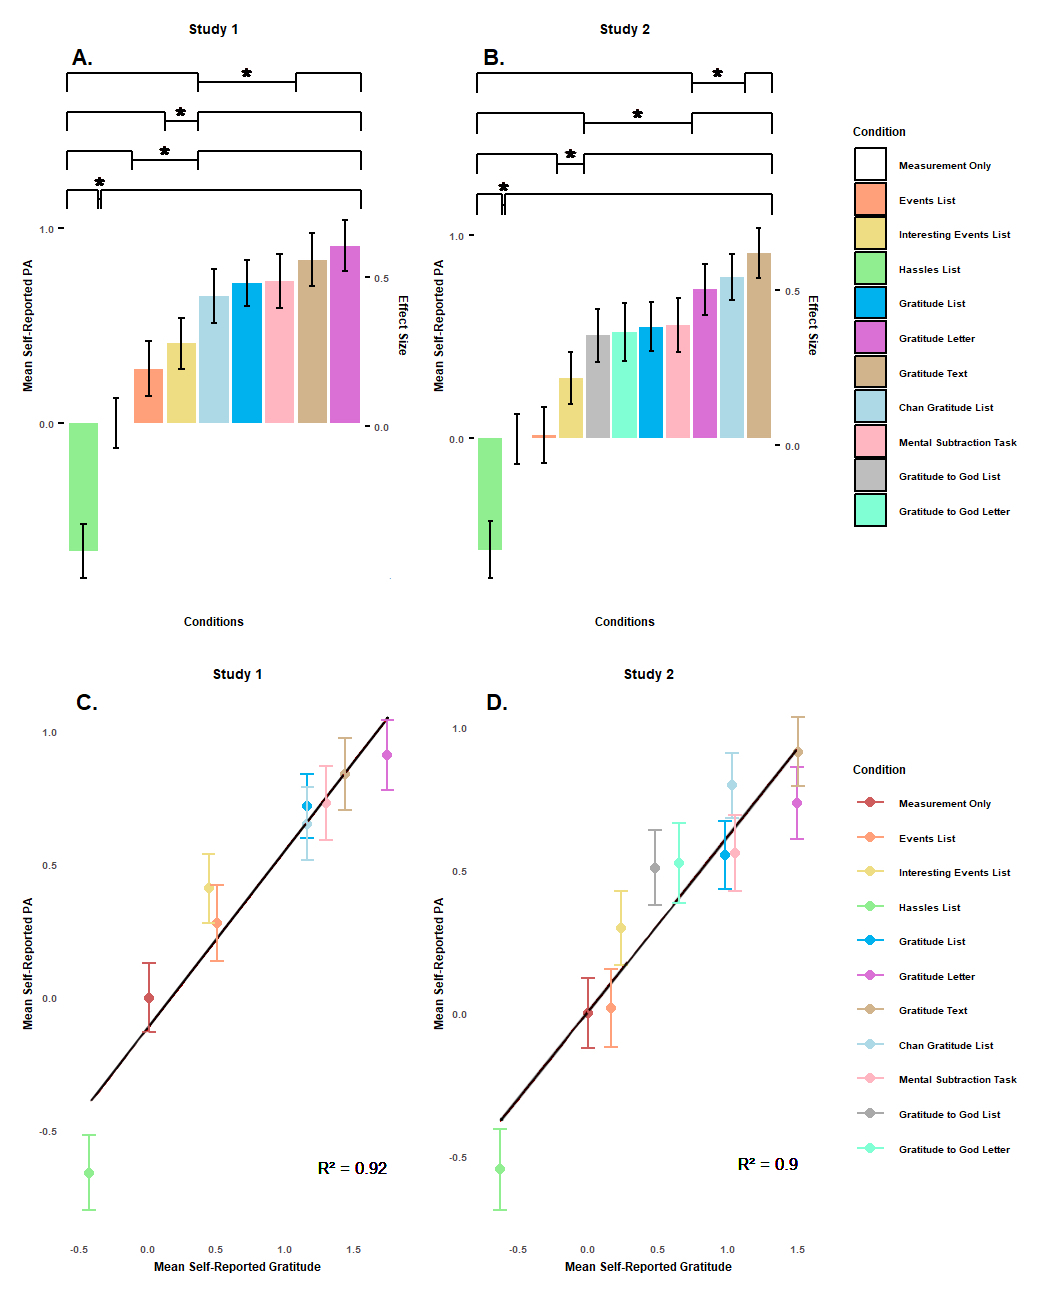 Study 1
Study 2
A.
B.
*
*
*
*
*
*
*
*
1.0
0.0
Mean Self-Reported PA
0.5
0.0
Effect Size
1.0
0.0
Mean Self-Reported PA
0.5
0.0
Effect Size
Conditions
Conditions
Condition
Measurement Only
Events List
Interesting Events List
Hassles List
Gratitude List
Gratitude Letter
Gratitude Text
Chan Gratitude List
Mental Subtraction Task
Gratitude to God List
Gratitude to God Letter
Study 1
Study 2
C.
D.
1.0
0.5
0.0
-0.5
Mean Self-Reported PA
R² = 0.92
-0.5 0.0 0.5 1.0 1.5
Mean Self-Reported Gratitude
1.0
0.5
0.0
-0.5
Mean Self-Reported PA
R² = 0.9
-0.5 0.0 0.5 1.0 1.5
Mean Self-Reported Gratitude
Condition
Measurement Only
Events List
Interesting Events List
Hassles List
Gratitude List
Gratitude Letter
Gratitude Text
Chan Gratitude List
Mental Subtraction Task
Gratitude to God List
Gratitude to God Letter